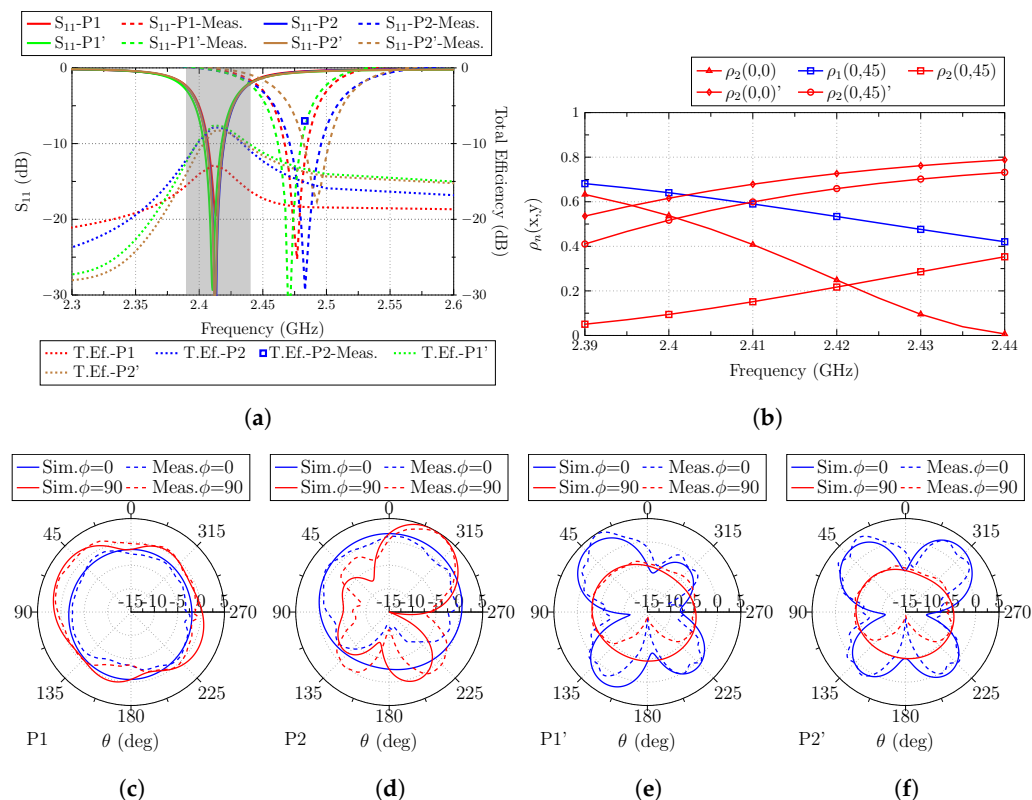 S₁₁-P1 S₁₁-P1-Meas. S₁₁-P2 S₁₁-P2-Meas.
S₁₁-P1' S₁₁-P1'-Meas. S₁₁-P2' S₁₁-P2'-Meas.
0 0
−10 −10
−20 −20
−30 −30
S₁₁ (dB)
Total Efficiency (dB)
2.3 2.35 2.4 2.45 2.5 2.55 2.6
Frequency (GHz)
T.Ef.-P1 T.Ef.-P2 T.Ef.-P2-Meas. T.Ef.-P1'
T.Ef.-P2'
(a)
ρ₂(0,0) ρ₁(0,45) ρ₂(0,45)
ρ₂(0,0)' ρ₂(0,45)'
1
0.8
0.6
0.4
0.2
0
ρₙ(x,y)
2.39 2.4 2.41 2.42 2.43 2.44
Frequency (GHz)
(b)
Sim.ϕ=0 Meas.ϕ=0
Sim.ϕ=90 Meas.ϕ=90
0
45 315
90 -15 -10 -5 0 5 270
135 225
180
P1 θ (deg)
(c)
Sim.ϕ=0 Meas.ϕ=0
Sim.ϕ=90 Meas.ϕ=90
0
45 315
90 -15 -10 -5 0 5 270
135 225
180
P2 θ (deg)
(d)
Sim.ϕ=0 Meas.ϕ=0
Sim.ϕ=90 Meas.ϕ=90
0
45 315
90 -15 -10 -5 0 5 270
135 225
180
P1' θ (deg)
(e)
Sim.ϕ=0 Meas.ϕ=0
Sim.ϕ=90 Meas.ϕ=90
0
45 315
90 -15 -10 -5 0 5 270
135 225
180
P2' θ (deg)
(f)